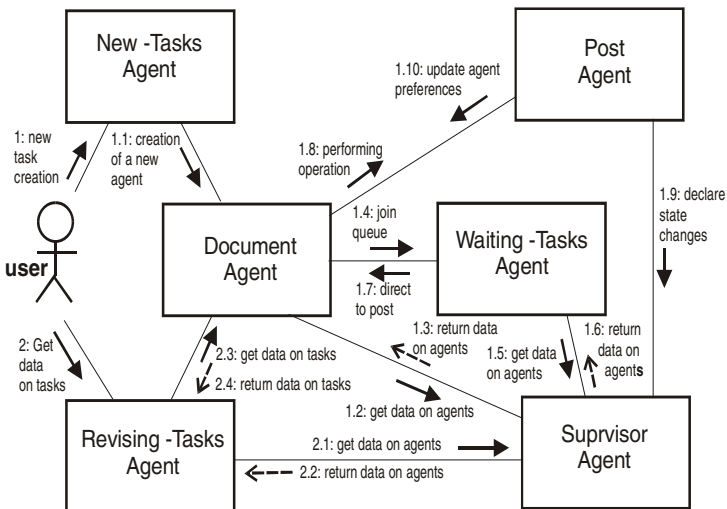 New -Tasks
Agent
Post
Agent
1.10: update agent
preferences
1: new
task
creation
1.1: creation
of a new
agent
1.8: performing
operation
1.9: declare
state
changes
1.4: join
queue
Document
Agent
Waiting -Tasks
Agent
user
1.7: direct
to post
2: Get
data
on tasks
2.3: get data on tasks
2.4: return data on tasks
1.3: return data
on agents
1.5: get data
on agents
1.6: return
data on
agents
1.2: get data on agents
Revising -Tasks
Agent
2.1: get data on agents
2.2: return data on agents
Suprvisor
Agent